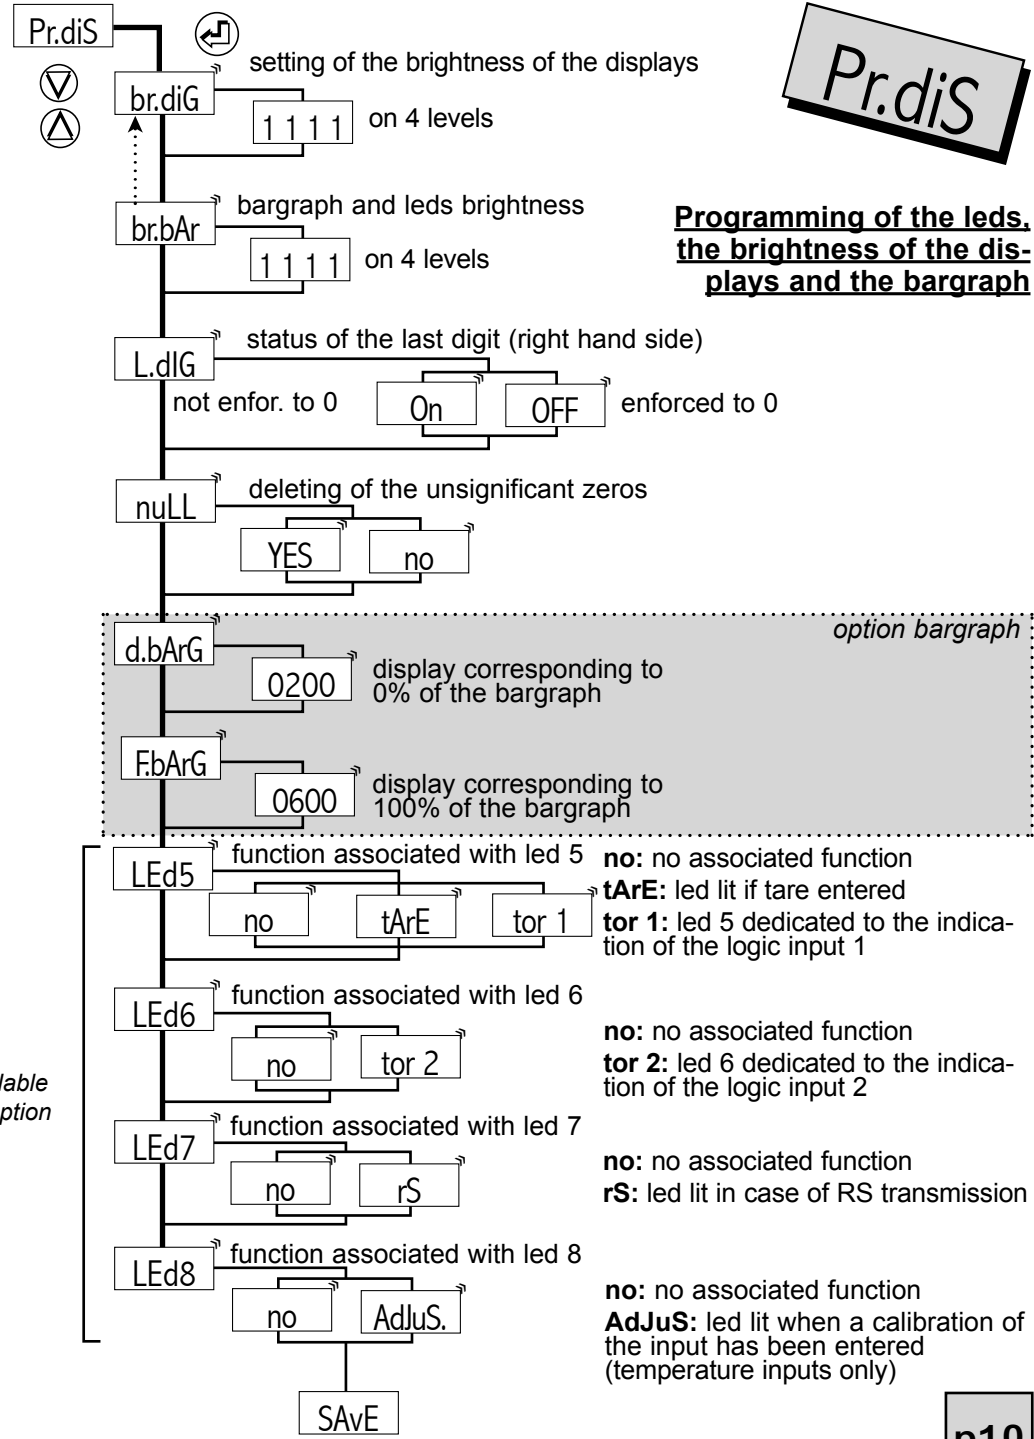 Pr.diS
Pr.diS
setting of the brightness of the displays
br.diG
1 1 1 1
on 4 levels
Programming of the leds,
the brightness of the dis-
plays and the bargraph
bargraph and leds brightness
br.bAr
1 1 1 1
on 4 levels
status of the last digit (right hand side)
L.dIG
not enfor. to 0
On
OFF
enforced to 0
deleting of the unsignificant zeros
nuLL
YES
no
option bargraph
d.bArG
0200
display corresponding to
0% of the bargraph
F.bArG
0600
display corresponding to
100% of the bargraph
function associated with led 5
LEd5
no
tArE
tor 1
no: no associated function
tArE: led lit if tare entered
tor 1: led 5 dedicated to the indica-
tion of the logic input 1
function associated with led 6
LEd6
no
tor 2
no: no associated function
tor 2: led 6 dedicated to the indica-
tion of the logic input 2
ption
function associated with led 7
LEd7
no
rS
no: no associated function
rS: led lit in case of RS transmission
function associated with led 8
LEd8
no
AdJuS.
no: no associated function
AdJuS: led lit when a calibration of
the input has been entered
(temperature inputs only)
SAvE
p10